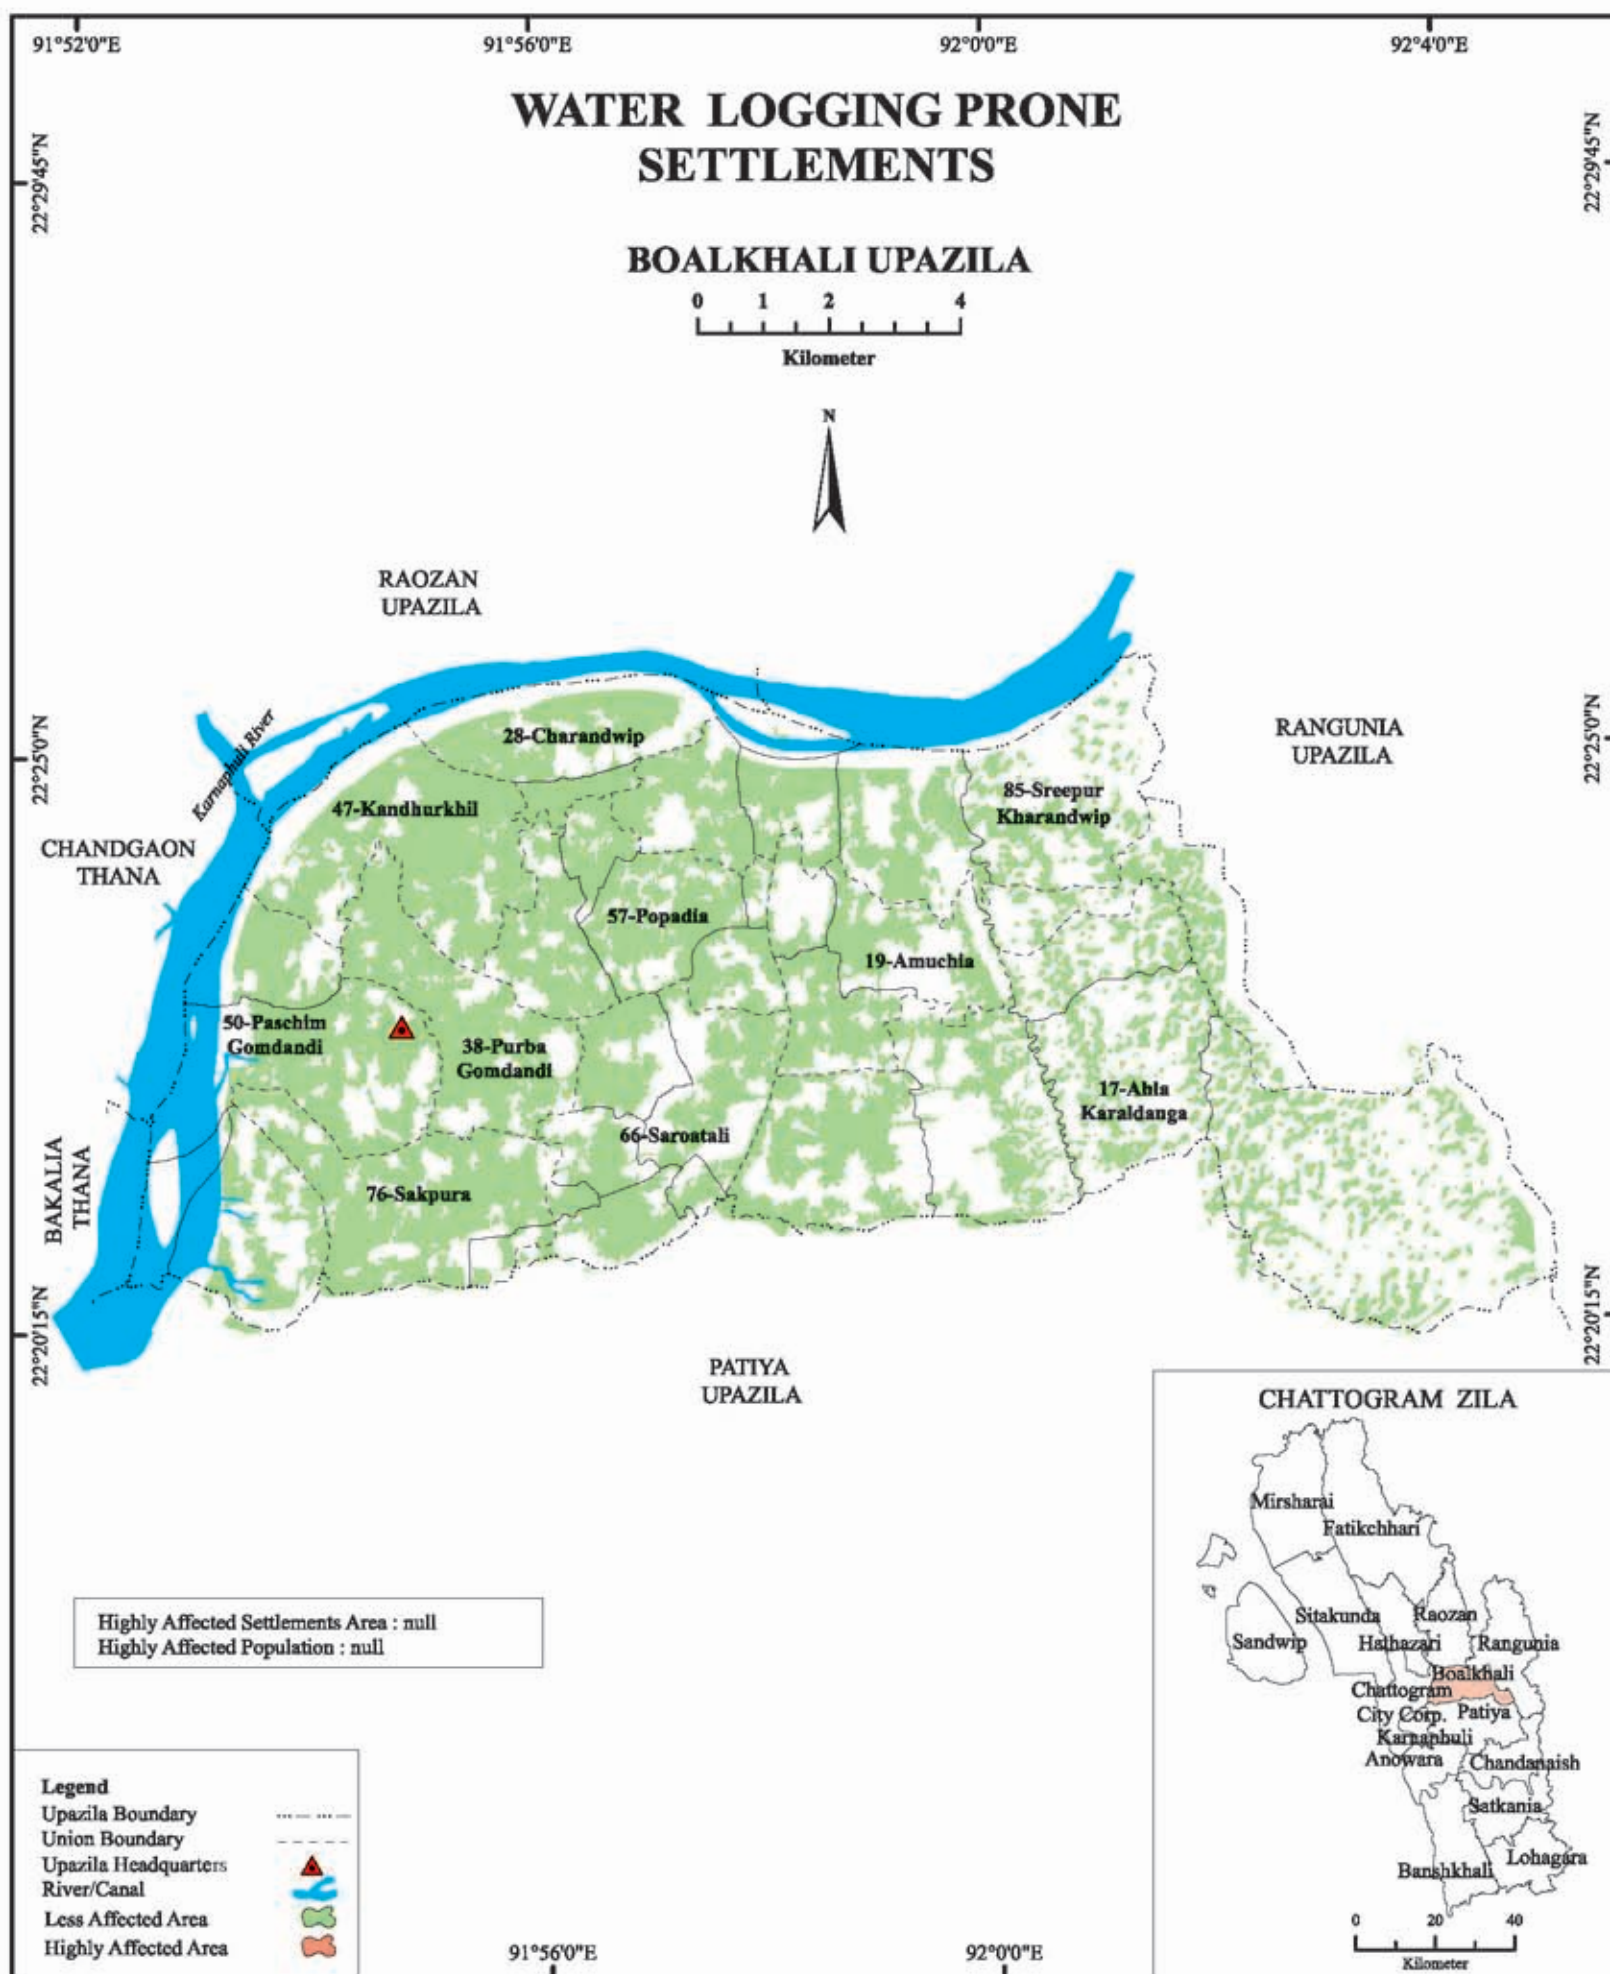 91°52'0"E
91°56'0"E
92°0'0"E
92°4'0"E
WATER LOGGING PRONE
SETTLEMENTS
22°29'45"N
22°29'45"N
BOALKHALI UPAZILA
0 1 2 4
Kilometer
N
RAOZAN
UPAZILA
RANGUNIA
UPAZILA
22°25'0"N
22°25'0"N
Karnaphuli River
28-Charandwip
47-Kandhurkhil
85-Sreepur
Kharandwip
CHANDGAON
THANA
57-Popadia
19-Amuchia
50-Paschim
Gomdandi
38-Purba
Gomdandi
17-Ahla
Karaldanga
66-Saroatali
BAKALIA
THANA
76-Sakpura
22°20'15"N
22°20'15"N
PATIYA
UPAZILA
CHATTOGRAM ZILA
Mirsharai
Fatikchhari
Sitakunda
Raozan
Sandwip
Hathazari
Rangunia
Boalkhali
Chattogram
City Corp.
Patiya
Karnaphuli
Anowara
Chandanaish
Satkania
Lohagara
Banshkhali
0 20 40
Kilometer
Highly Affected Settlements Area : null
Highly Affected Population : null
Legend
Upazila Boundary
Union Boundary
Upazila Headquarters
River/Canal
Less Affected Area
Highly Affected Area
91°56'0"E
92°0'0"E